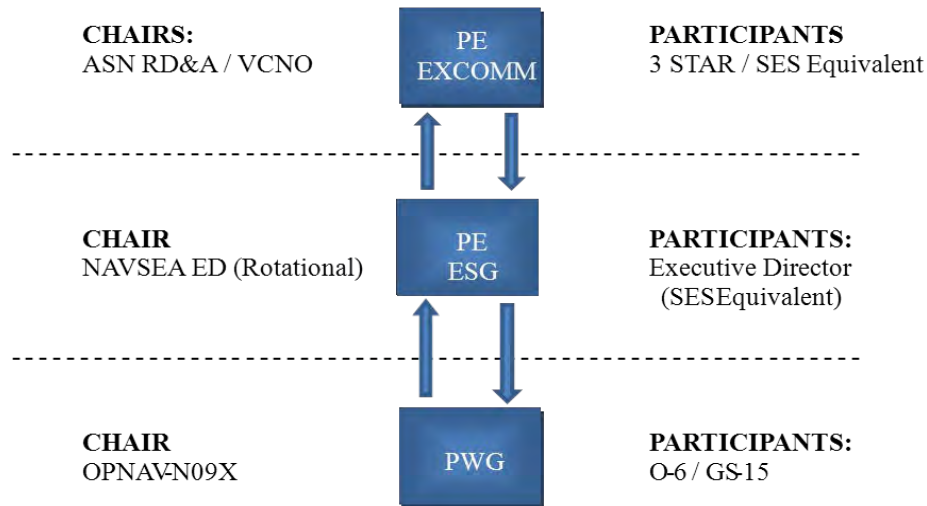 CHAIRS:
ASN RD&A / VCNO
PE
EXCOMM
PARTICIPANTS
3 STAR / SES Equivalent
CHAIR
NAVSEA ED (Rotational)
PE
ESG
PARTICIPANTS:
Executive Director
(SESEquivalent)
CHAIR
OPNAV-N09X
PWG
PARTICIPANTS:
O-6 / GS-15